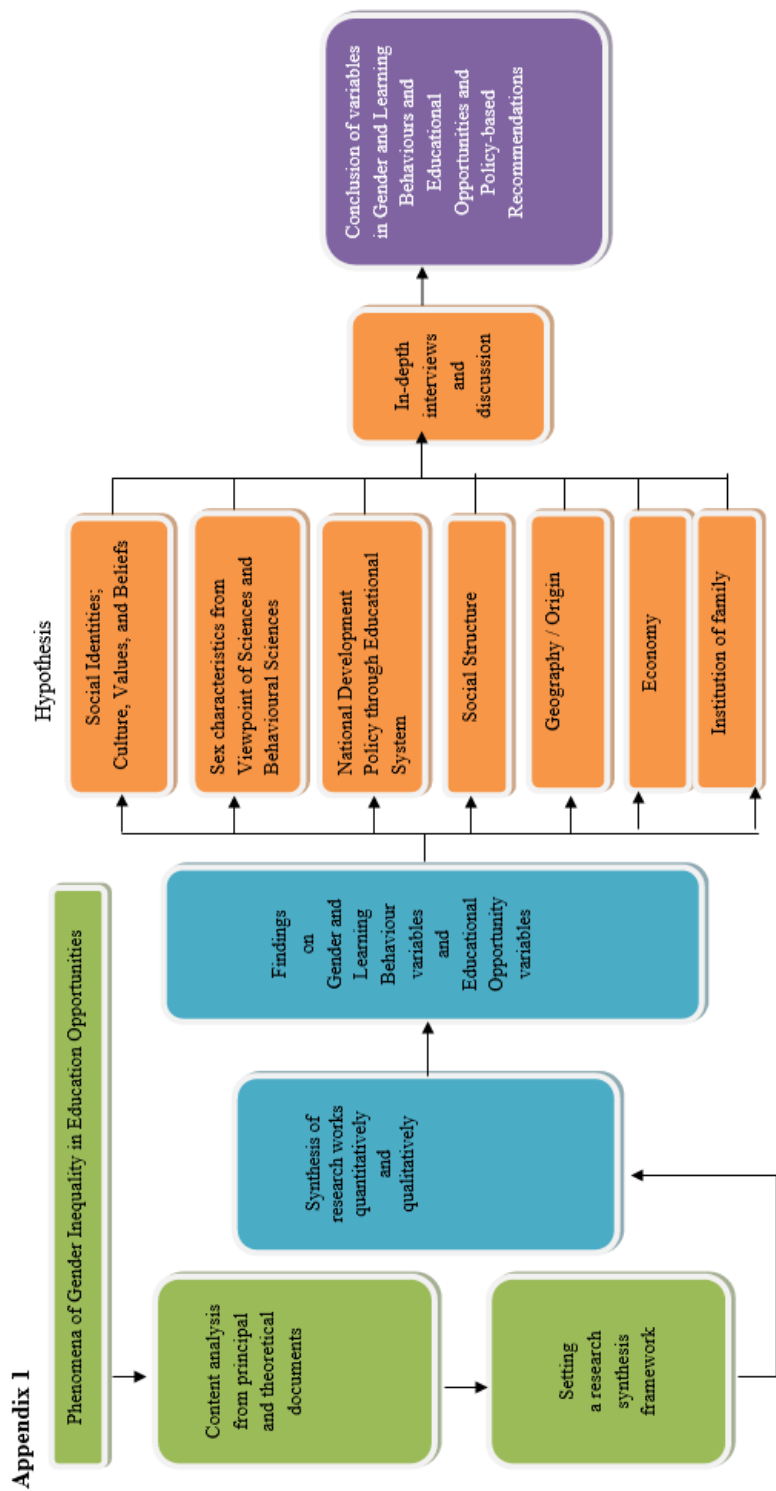 Appendix 1
Phenomena of Gender Inequality in Education Opportunities
Content analysis
from principal
and theoretical
documents
Setting
a research
synthesis
framework
Synthesis of
research works
quantitatively
and
qualitatively
Findings
on
Gender and
Learning
Behaviour
variables
and
Educational
Opportunity
variables
Hypothesis
Social Identities;
Culture, Values, and Beliefs
Sex characteristics from
Viewpoint of Sciences and
Behavioural Sciences
National Development
Policy through Educational
System
Social Structure
Geography / Origin
Economy
Institution of family
In-depth
interviews
and
discussion
Conclusion of variables
in Gender and Learning
Behaviours and
Educational
Opportunities and
Policy-based
Recommendations